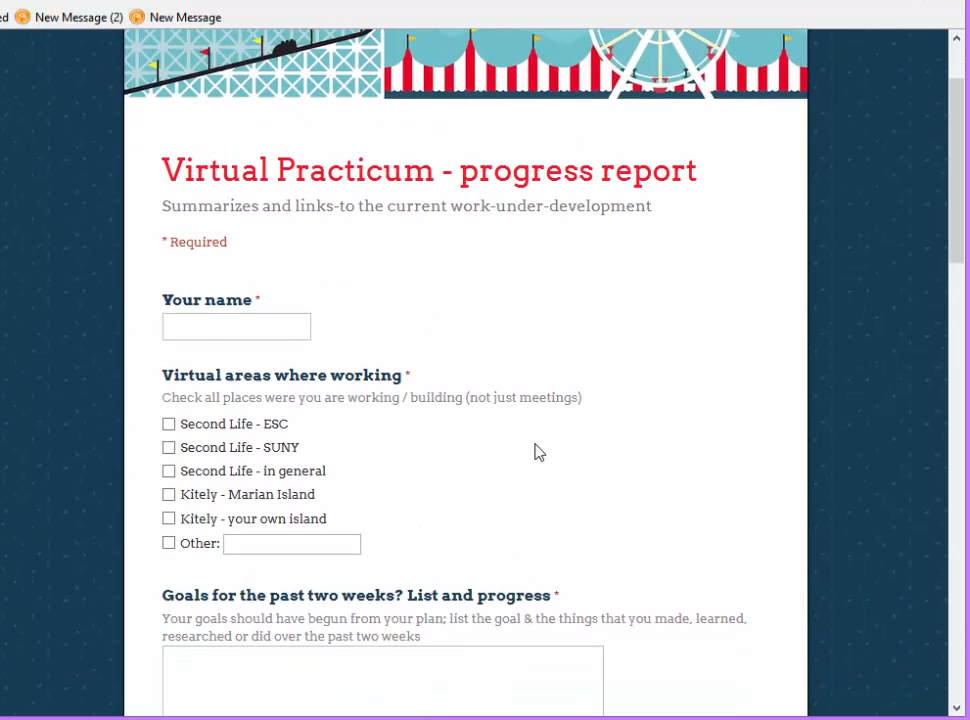 ed New Message (2) New Message
Virtual Practicum - progress report
Summarizes and links-to the current work-under-development
* Required
Your name *
Virtual areas where working *
Check all places were you are working / building (not just meetings)
Second Life - ESC
Second Life - SUNY
Second Life - in general
Kitely - Marian Island
Kitely - your own island
Other:
Goals for the past two weeks? List and progress *
Your goals should have begun from your plan; list the goal & the things that you made, learned,
researched or did over the past two weeks